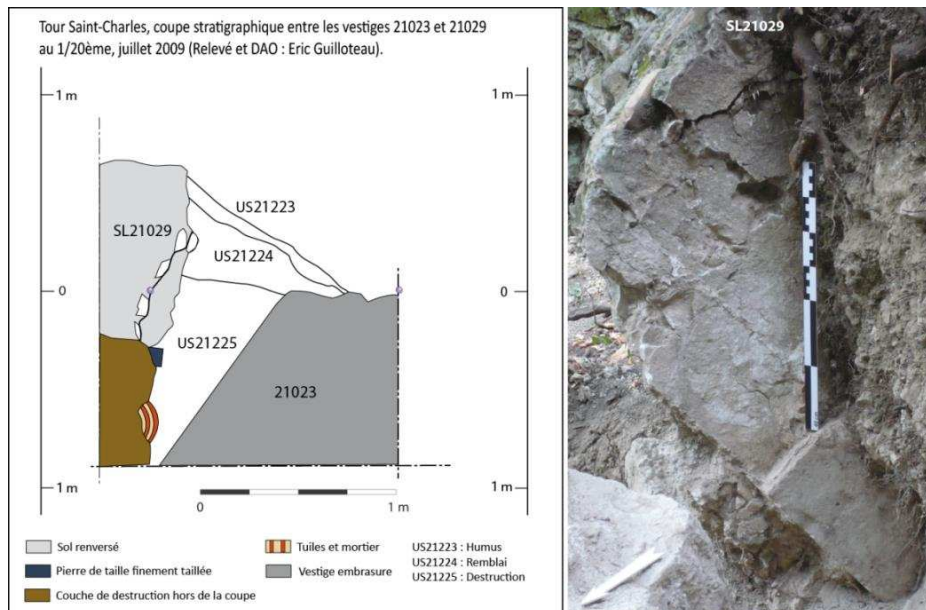 Tour Saint-Charles, coupe stratigraphique entre les vestiges 21023 et 21029
au 1/20ème, juillet 2009 (Relevé et DAO : Eric Guilloteau).
SL21029
1 m
1 m
US21223
SL21029
US21224
0
0
US21225
21023
1 m
1 m
0
1 m
Sol renversé
Tuiles et mortier
US21223 : Humus
Pierre de taille finement taillée
Vestige embrasure
US21224 : Remblai
US21225 : Destruction
Couche de destruction hors de la coupe